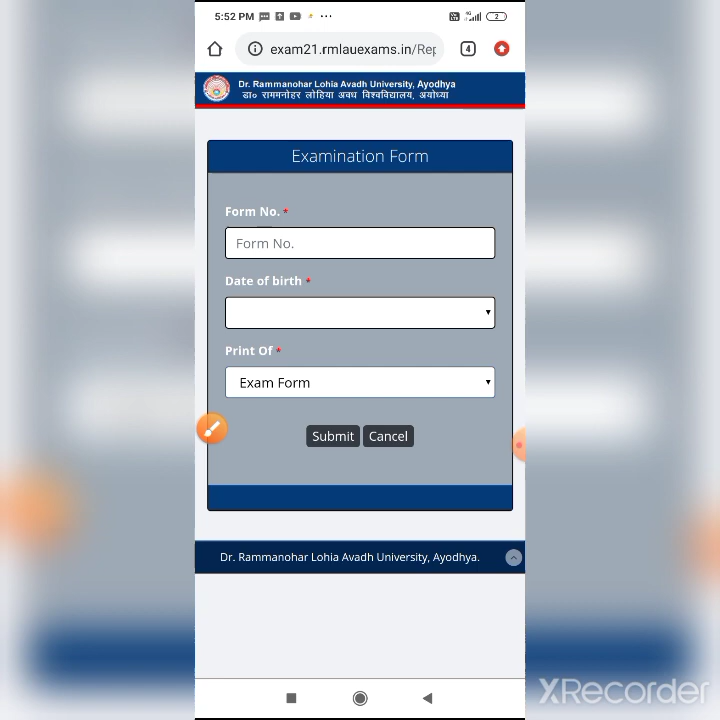 5:52 PM
4G
2
exam21.rmlauexams.in/Rep
4
Dr. Rammanohar Lohia Avadh University, Ayodhya
डा० राममनोहर लोहिया अवध विश्वविद्यालय, अयोध्या
Examination Form
Form No. *
Form No.
Date of birth *
Print Of *
Exam Form
Submit Cancel
Dr. Rammanohar Lohia Avadh University, Ayodhya.
XRecorder